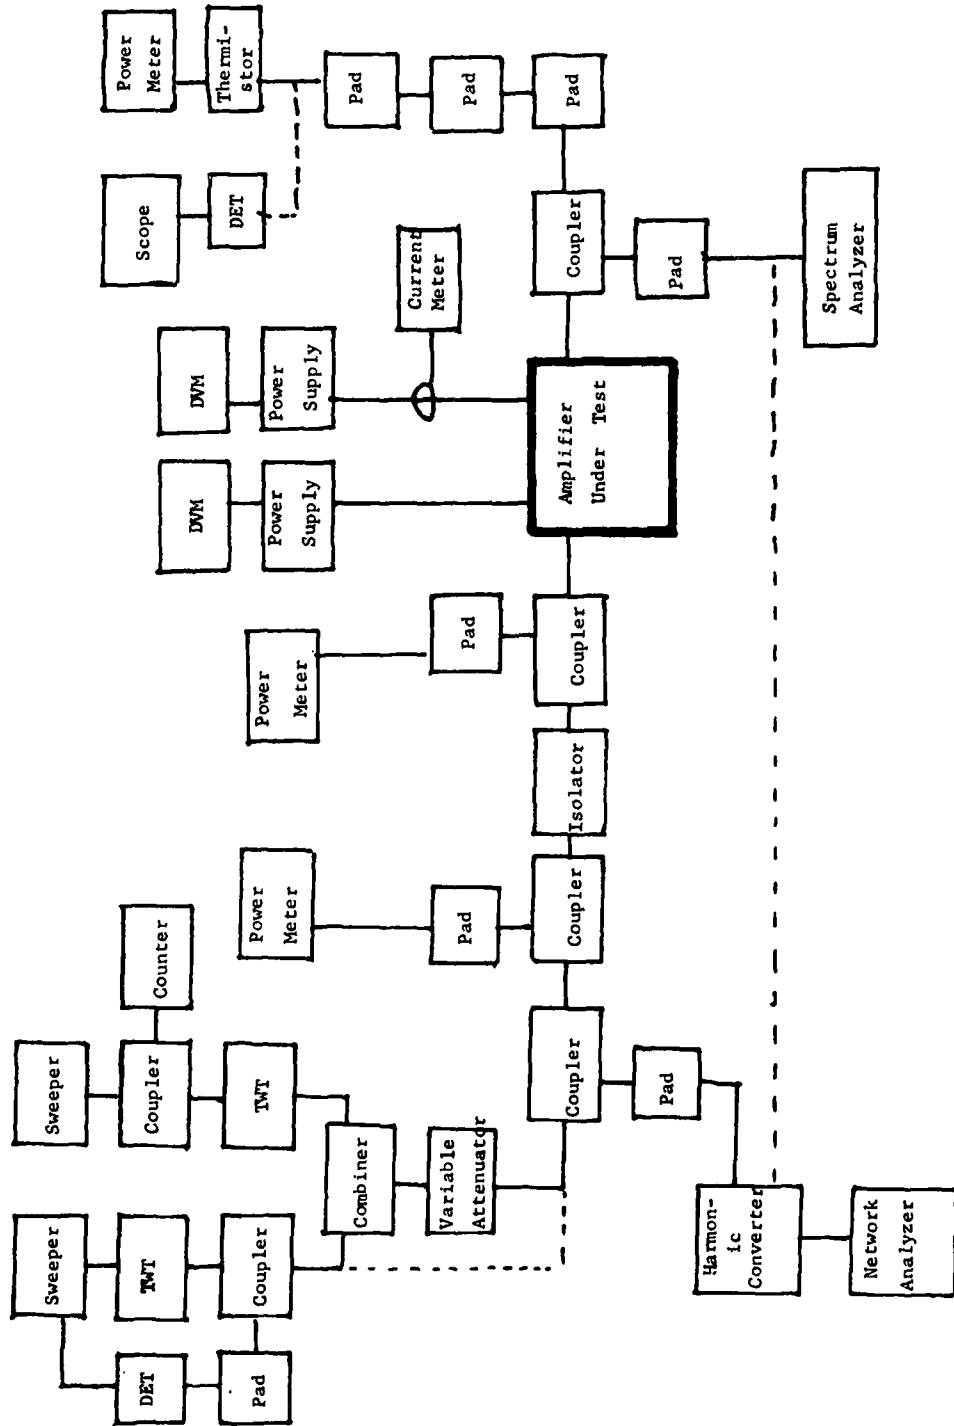 Sweeper
DET
TWT
Pad
Coupler
Sweeper
Coupler
Counter
TWT
Combiner
Variable
Attenuator
Power
Meter
Pad
Power
Meter
Pad
DVM
Power
Supply
DVM
Power
Supply
Current
Meter
Scope
DET
Power
Meter
Thermi-
stor
Pad
Pad
Pad
Coupler
Coupler
Isolator
Coupler
Amplifier
Under Test
Coupler
Pad
Harmon-
ic
Converter
Network
Analyzer
Pad
Spectrum
Analyzer